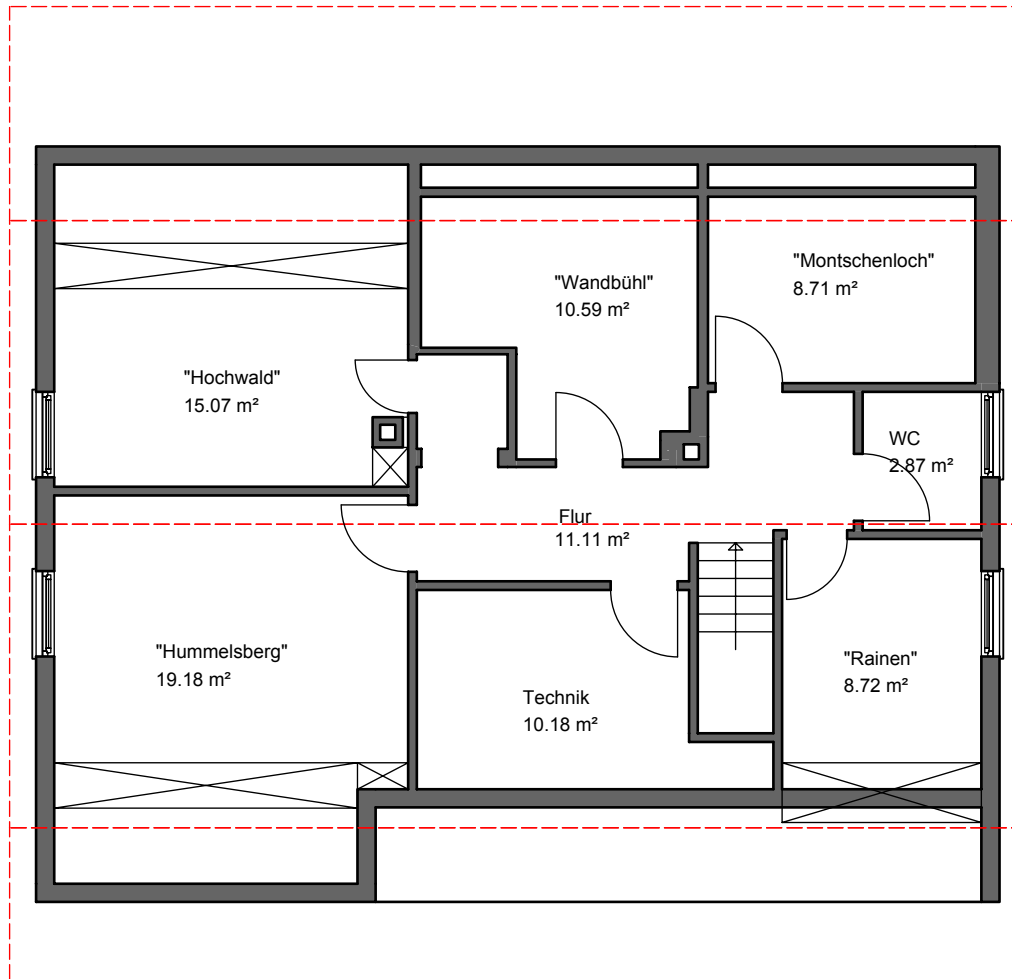 "Montschenloch"
8.71 m²
"Wandbühl"
10.59 m²
"Hochwald"
15.07 m²
WC
2.87 m²
Flur
11.11 m²
"Hummelsberg"
19.18 m²
"Rainen"
8.72 m²
Technik
10.18 m²